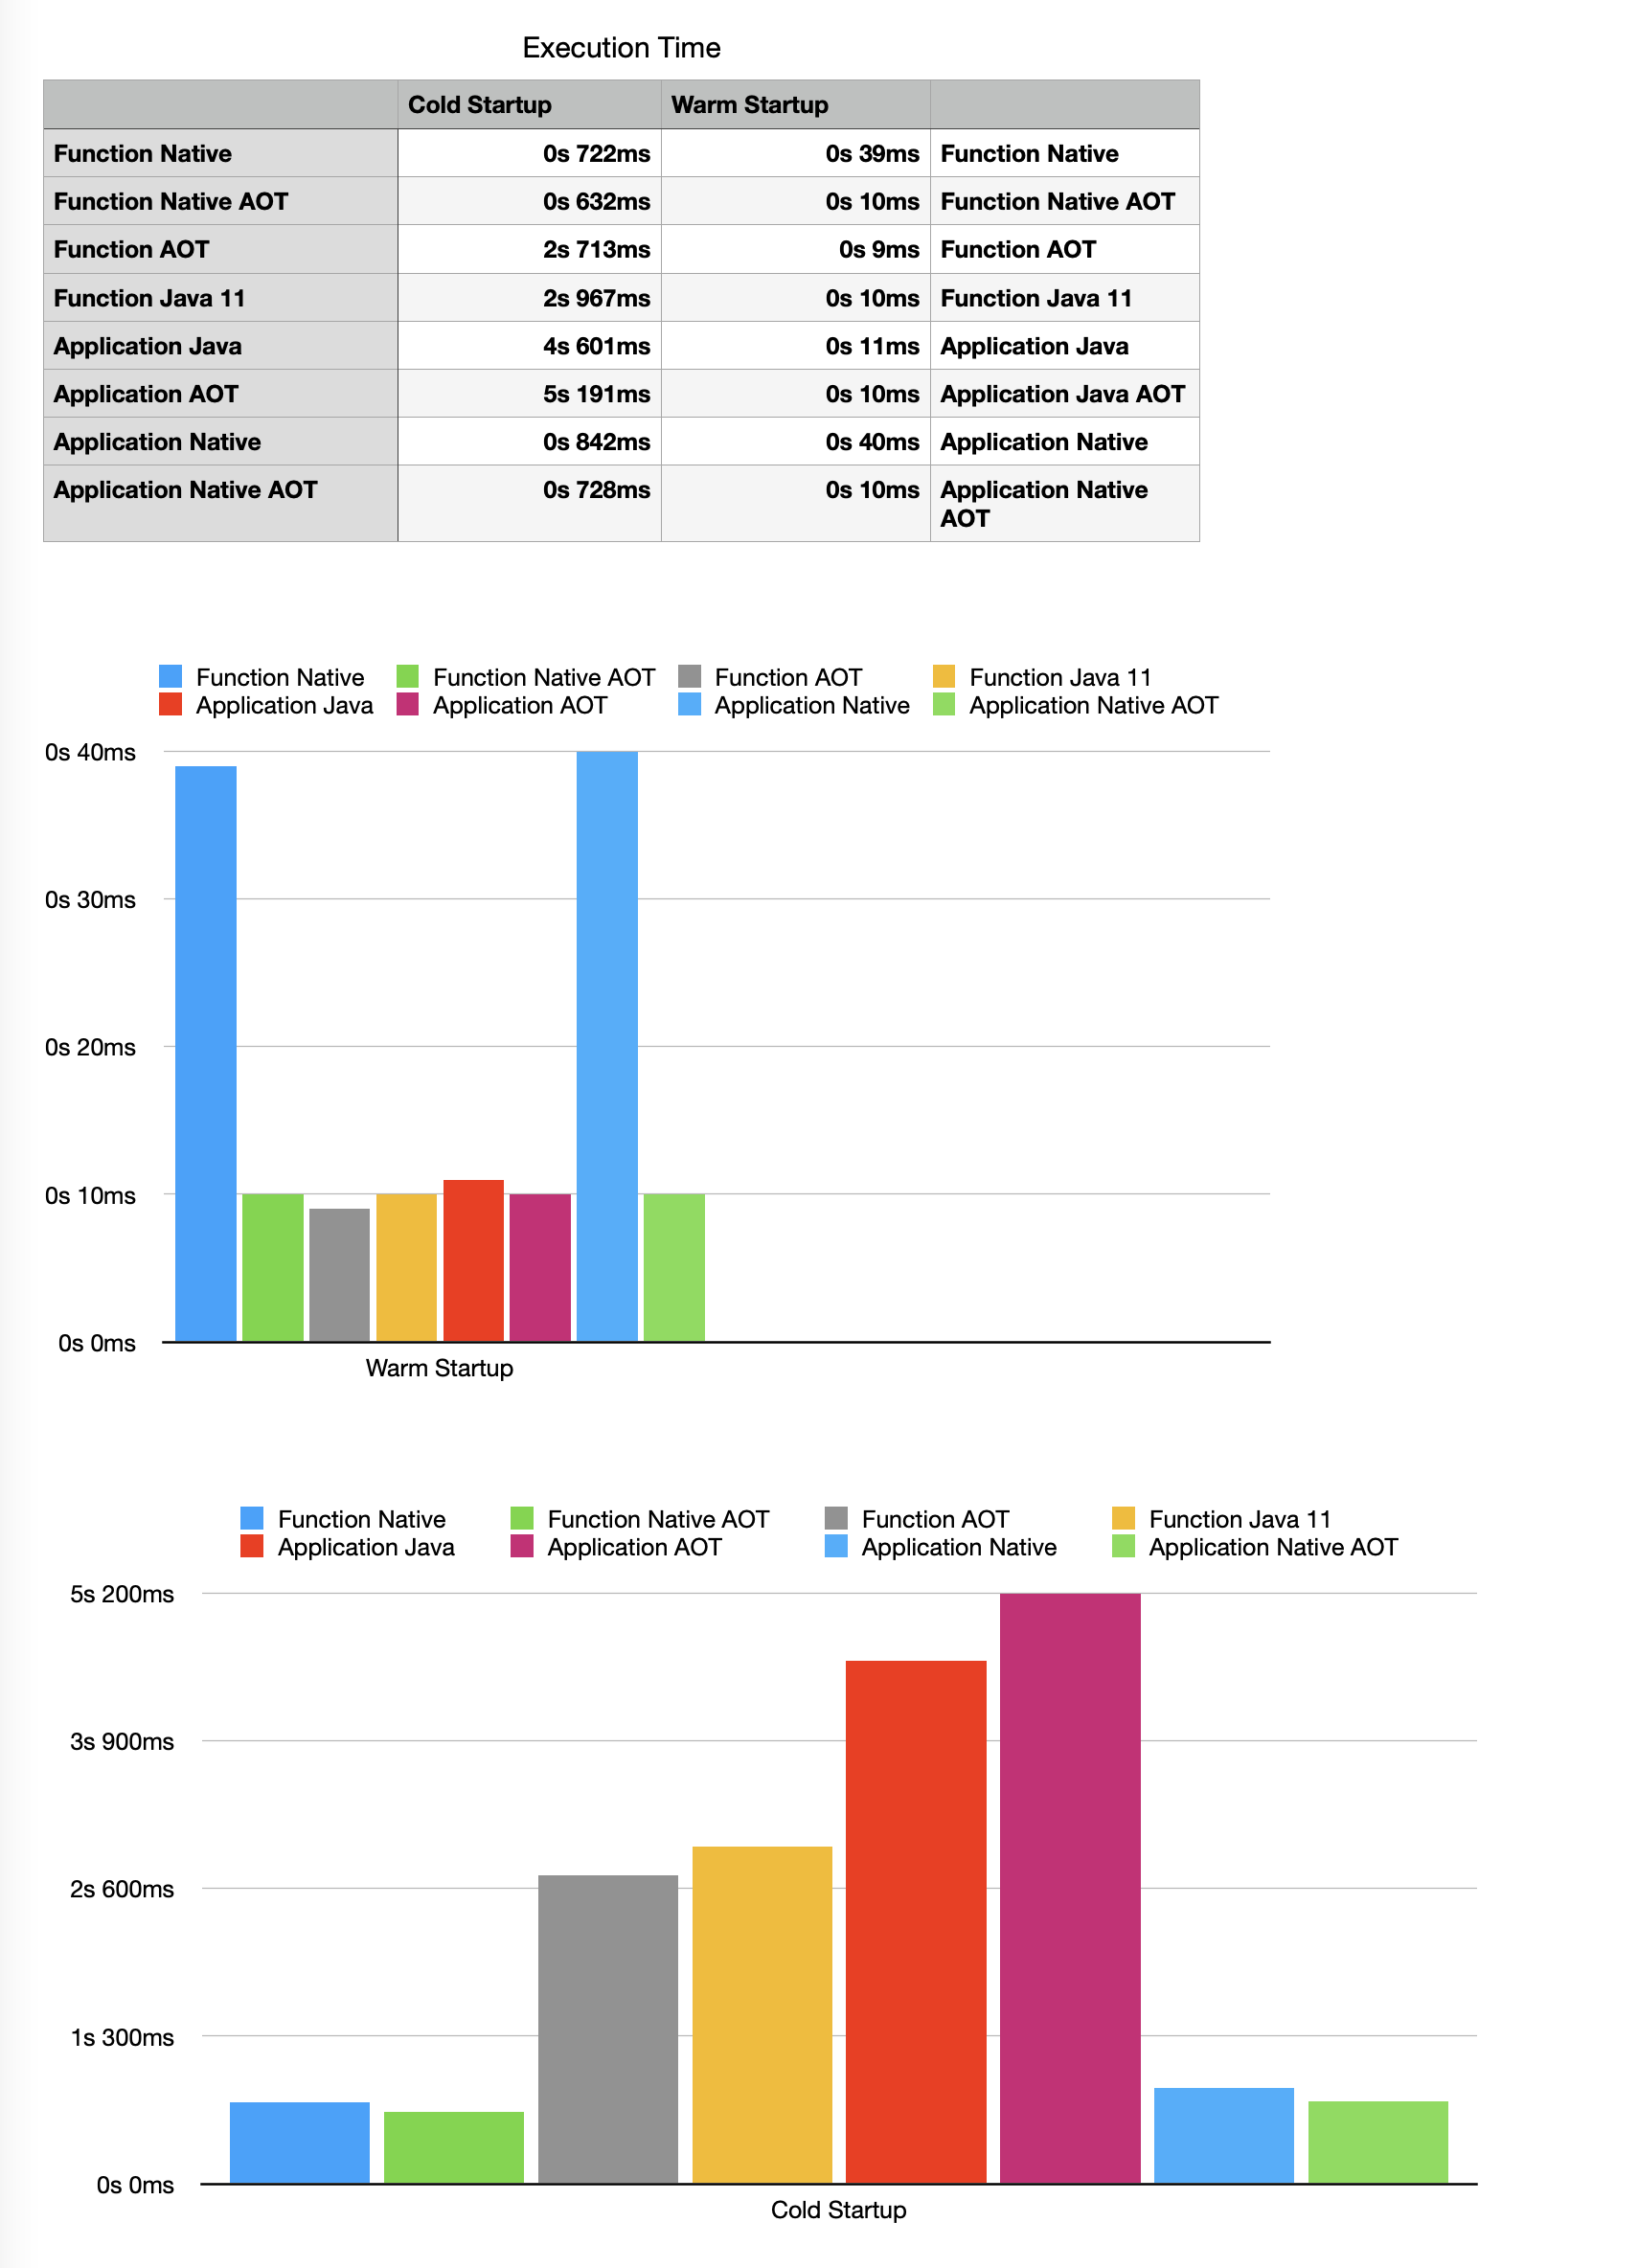 Execution Time
Cold Startup Warm Startup
Function Native 0s 722ms 0s 39ms Function Native
Function Native AOT 0s 632ms 0s 10ms Function Native AOT
Function AOT 2s 713ms 0s 9ms Function AOT
Function Java 11 2s 967ms 0s 10ms Function Java 11
Application Java 4s 601ms 0s 11ms Application Java
Application AOT 5s 191ms 0s 10ms Application Java AOT
Application Native 0s 842ms 0s 40ms Application Native
Application Native AOT 0s 728ms 0s 10ms Application Native
AOT
Function Native Function Native AOT Function AOT Function Java 11
Application Java Application AOT Application Native Application Native AOT
0s 40ms
0s 30ms
0s 20ms
0s 10ms
0s 0ms
Warm Startup
Function Native Function Native AOT Function AOT Function Java 11
Application Java Application AOT Application Native Application Native AOT
5s 200ms
3s 900ms
2s 600ms
1s 300ms
0s 0ms
Cold Startup